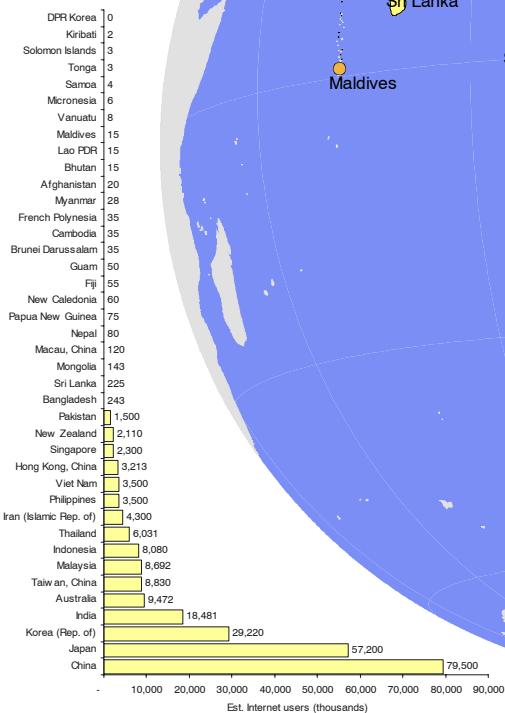 Sri Lanka
Maldives
DPR Korea 0
Kiribati 2
Solomon Islands 3
Tonga 3
Samoa 4
Micronesia 6
Vanuatu 8
Maldives 15
Lao PDR 15
Bhutan 15
Afghanistan 20
Myanmar 28
French Polynesia 35
Cambodia 35
Brunei Darussalam 35
Guam 50
Fiji 55
New Caledonia 60
Papua New Guinea 75
Nepal 80
Macau, China 120
Mongolia 143
Sri Lanka 225
Bangladesh 243
Pakistan 1,500
New Zealand 2,110
Singapore 2,300
Hong Kong, China 3,213
Viet Nam 3,500
Philippines 3,500
Iran (Islamic Rep. of) 4,300
Thailand 6,031
Indonesia 8,080
Malaysia 8,692
Taiwan, China 8,830
Australia 9,472
India 18,481
Korea (Rep. of) 29,220
Japan 57,200
China 79,500
- 10,000 20,000 30,000 40,000 50,000 60,000 70,000 80,000 90,000
Est. Internet users (thousands)